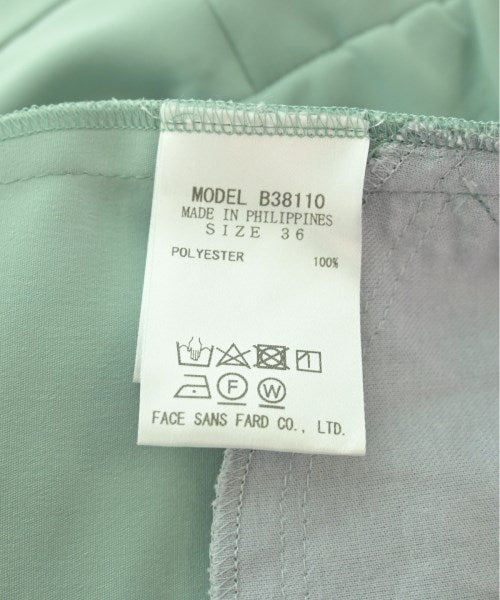 MODEL B38110
MADE IN PHILIPPINES
SIZE 36
POLYESTER 100%
F W
FACE SANS FARD CO., LTD.